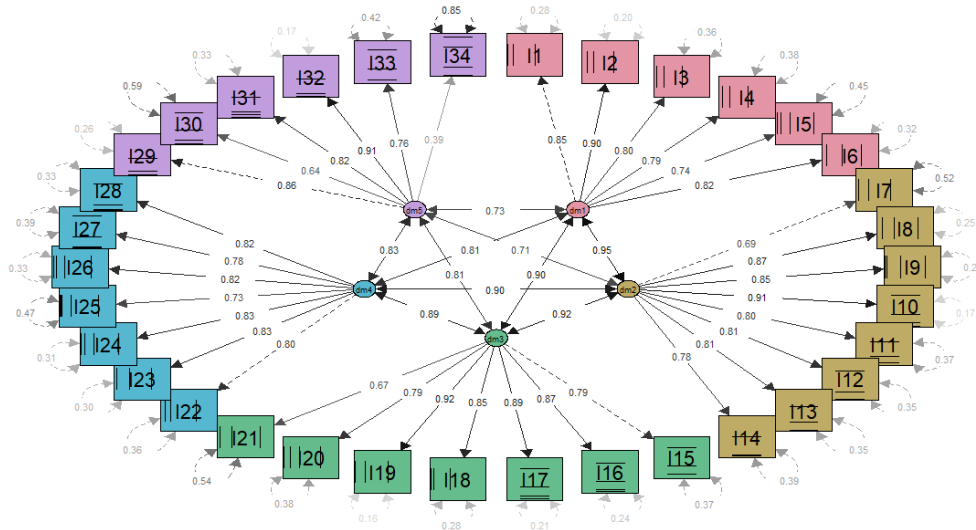 0.17 0.42 0.85 0.28 0.20
0.33 I32 I33 I34 I1 I2 0.36
0.59 I31 I3 0.38
0.26 I30 I4 0.45
0.33 I29 I5 0.32
I28 I6 0.52
0.39 I27 I7 0.25
0.33 I26 I8
0.47 I25 I9
0.31 I24 I10 0.17
0.30 I23 I11 0.37
0.36 I22 I12 0.35
0.54 I21 I13 0.35
0.38 I20 I14 0.39
0.16 I19 I15 0.37
0.28 I18 I17 I16 0.24
0.21
0.86 0.64 0.82 0.91 0.76 0.39
0.85 0.90 0.80 0.79 0.74 0.82
dm5 0.73 dm1
0.83 0.81 0.81 0.71 0.90 0.95
dm4 0.90 dm2
0.89 0.92
dm3
0.82 0.78 0.82 0.73 0.83 0.83 0.80
0.69 0.87 0.85 0.91 0.80 0.81 0.81 0.78
0.67 0.79 0.92 0.85 0.89 0.87 0.79